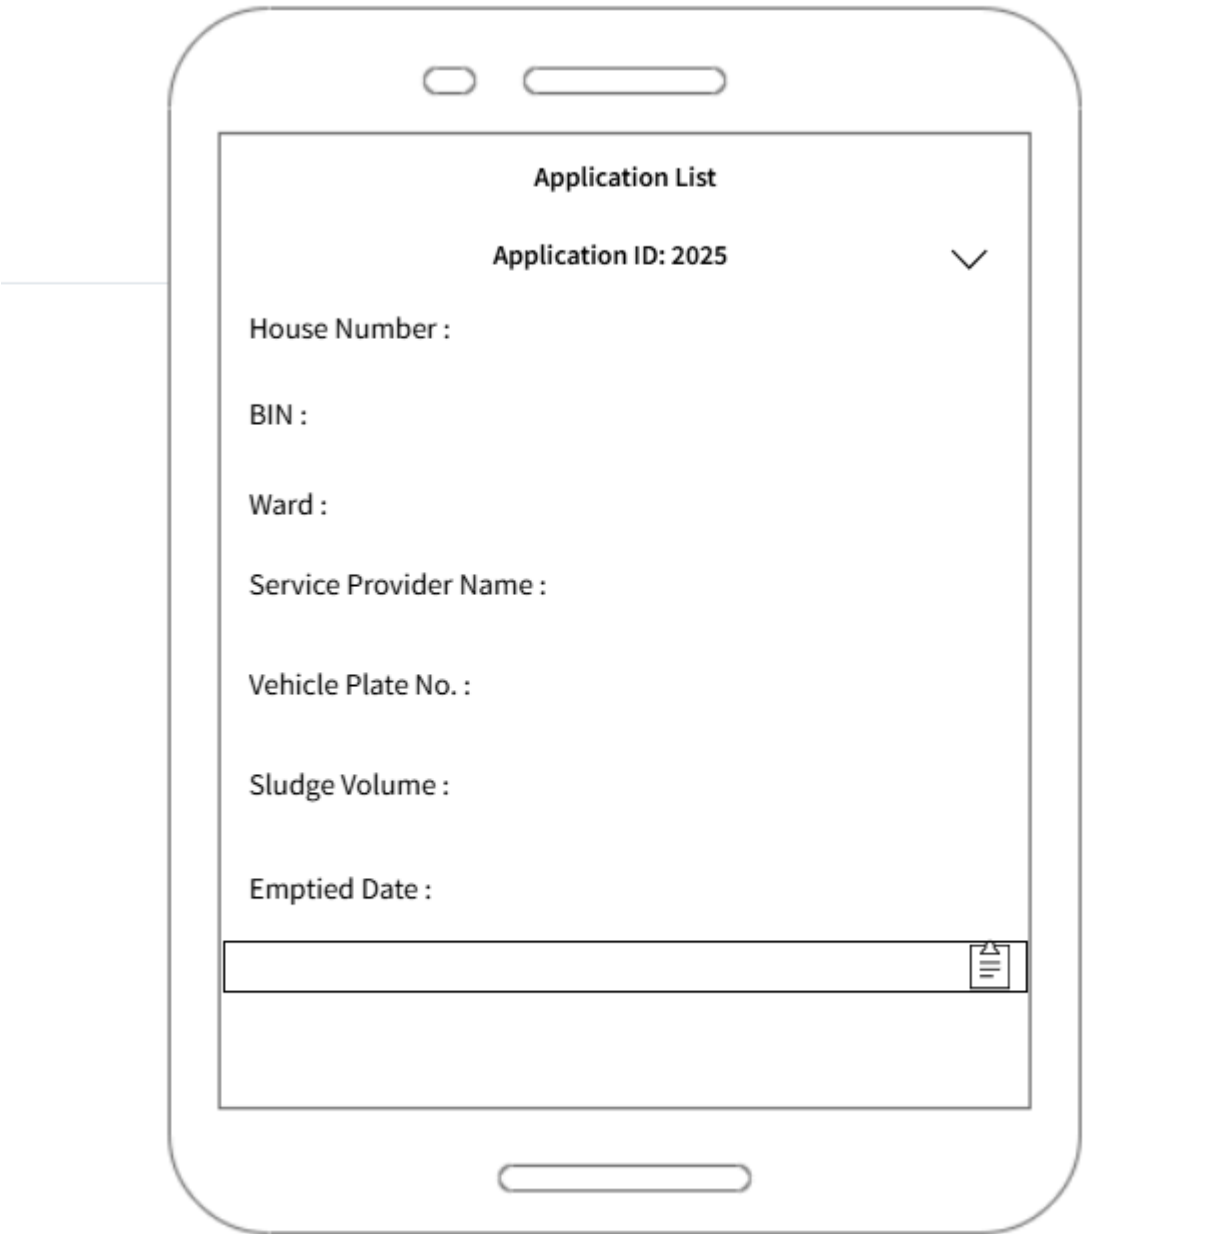 Application List
Application ID: 2025
House Number :
BIN :
Ward :
Service Provider Name :
Vehicle Plate No. :
Sludge Volume :
Emptied Date :